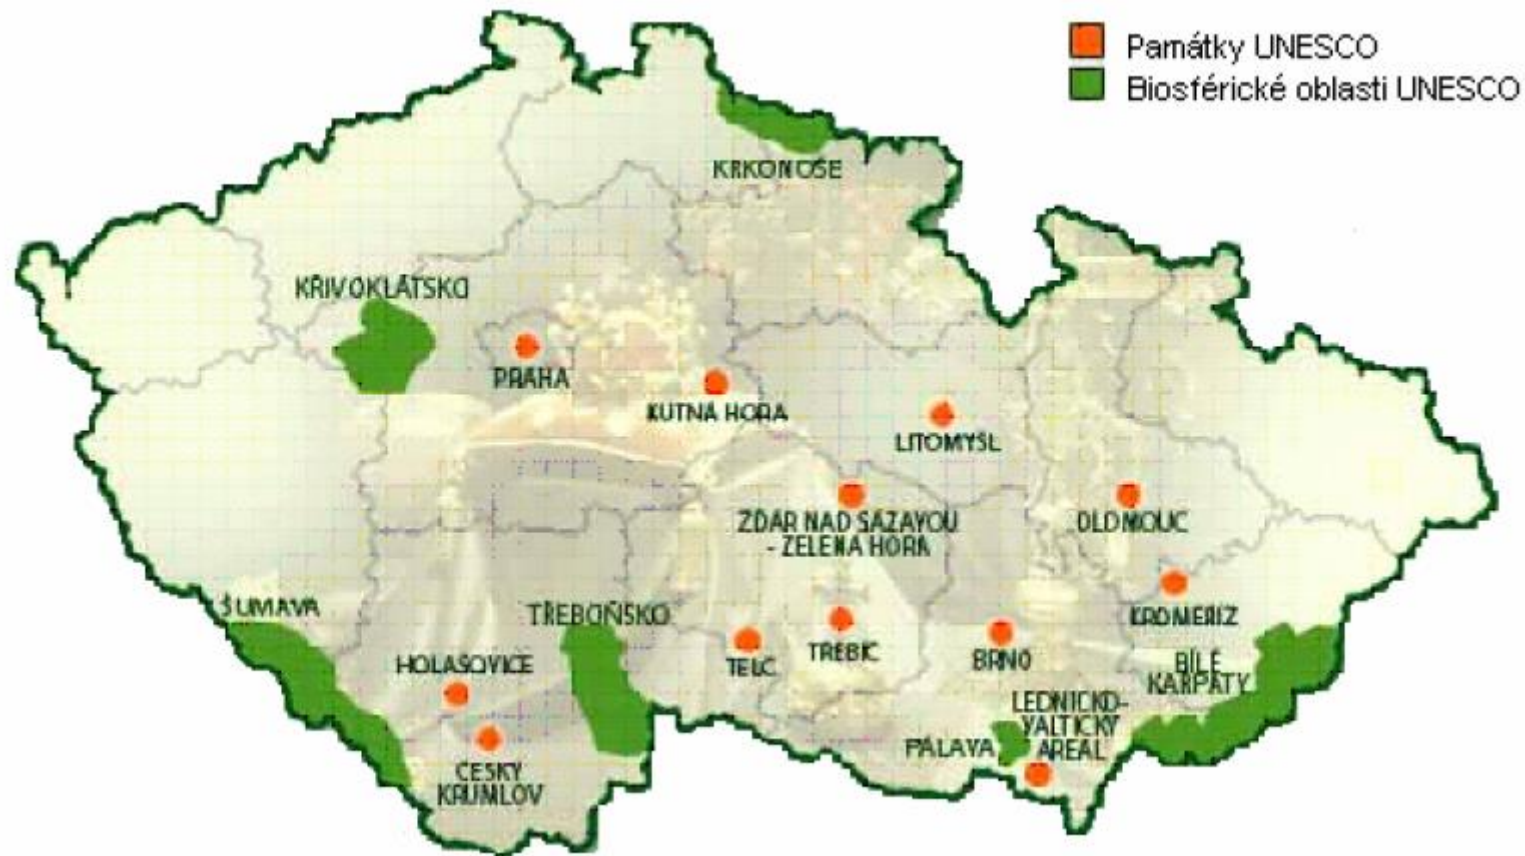 Památky UNESCO
Biosférické oblasti UNESCO
KRKONOŠE
KŘIVOKLÁTSKO
PRAHA
KUTNÁ HORA
LITOMYŠL
ŽĎÁR NAD SÁZAVOU
- ZELENÁ HORA
OLOMOUC
KROMĚŘÍŽ
ŠUMAVA
TŘEBOŇSKO
HOLAŠOVICE
TELČ
TŘEBÍČ
BRNO
BÍLÉ
KARPATY
LEDNICKO-
VALTICKÝ
AREÁL
PÁLAVA
ČESKÝ
KRUMLOV